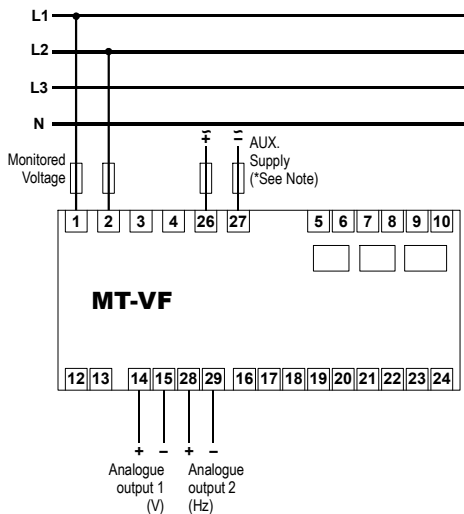 L1
L2
L3
N
Monitored
Voltage
+
−
AUX.
Supply
(*See Note)
1 2 3 4 26 27 5 6 7 8 9 10
MT-VF
12 13 14 15 28 29 16 17 18 19 20 21 22 23 24
+ − + −
Analogue
output 1
(V)
Analogue
output 2
(Hz)